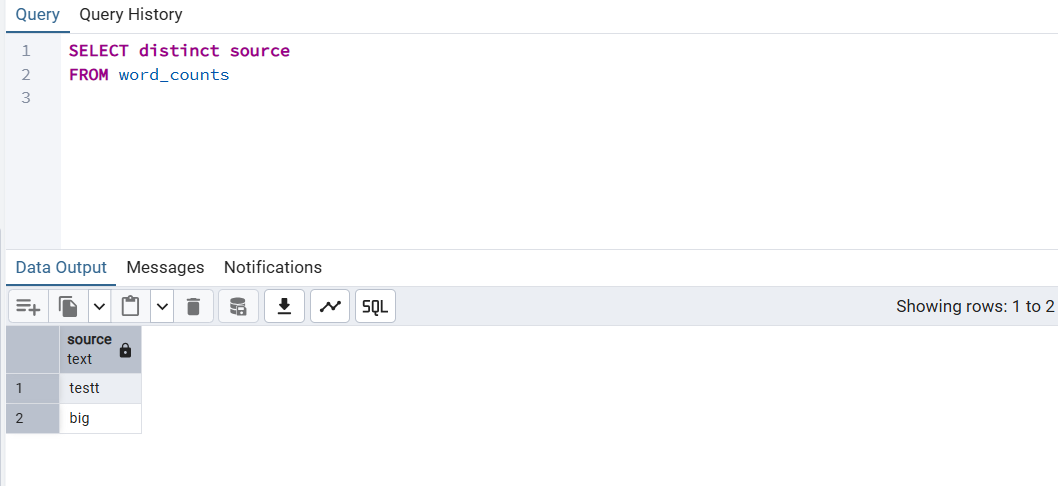 Query Query History
1 SELECT distinct source
2 FROM word_counts
3
Data Output Messages Notifications
SQL Showing rows: 1 to 2
source
text
1 testt
2 big